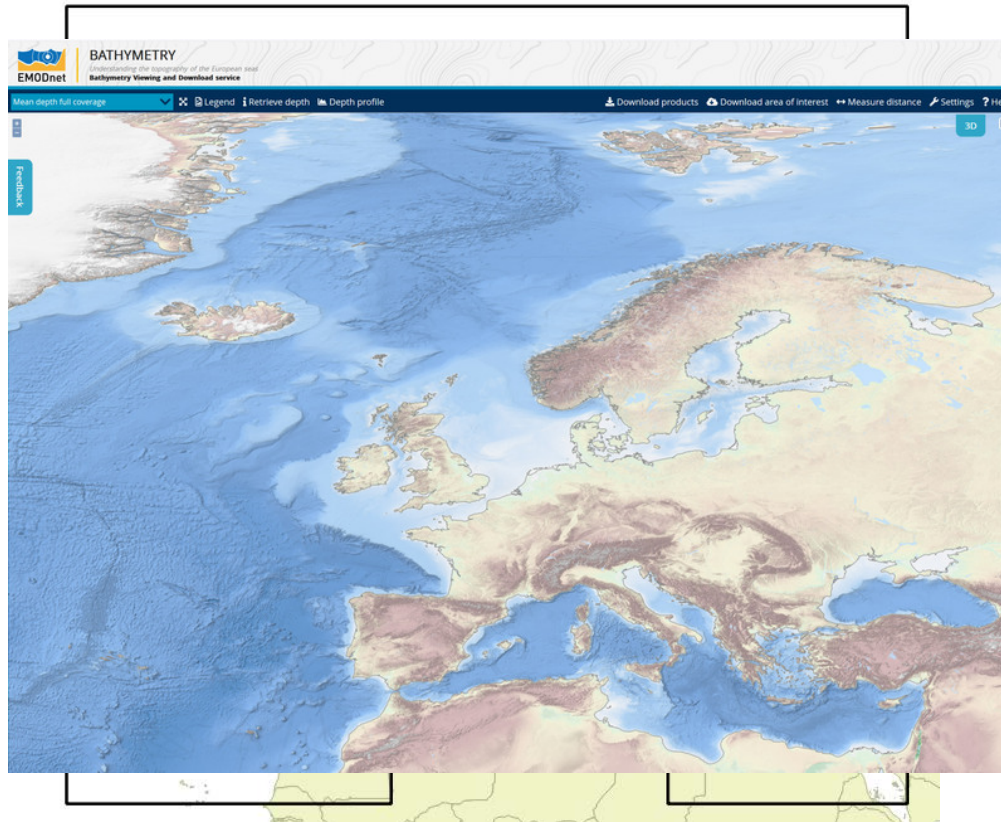 EMODnet
BATHYMETRY
Understanding the topography of the European seas
Bathymetry Viewing and Download service
Mean depth full coverage
Legend
Retrieve depth
Depth profile
Download products
Download area of interest
Measure distance
Settings
He
3D
Feedback